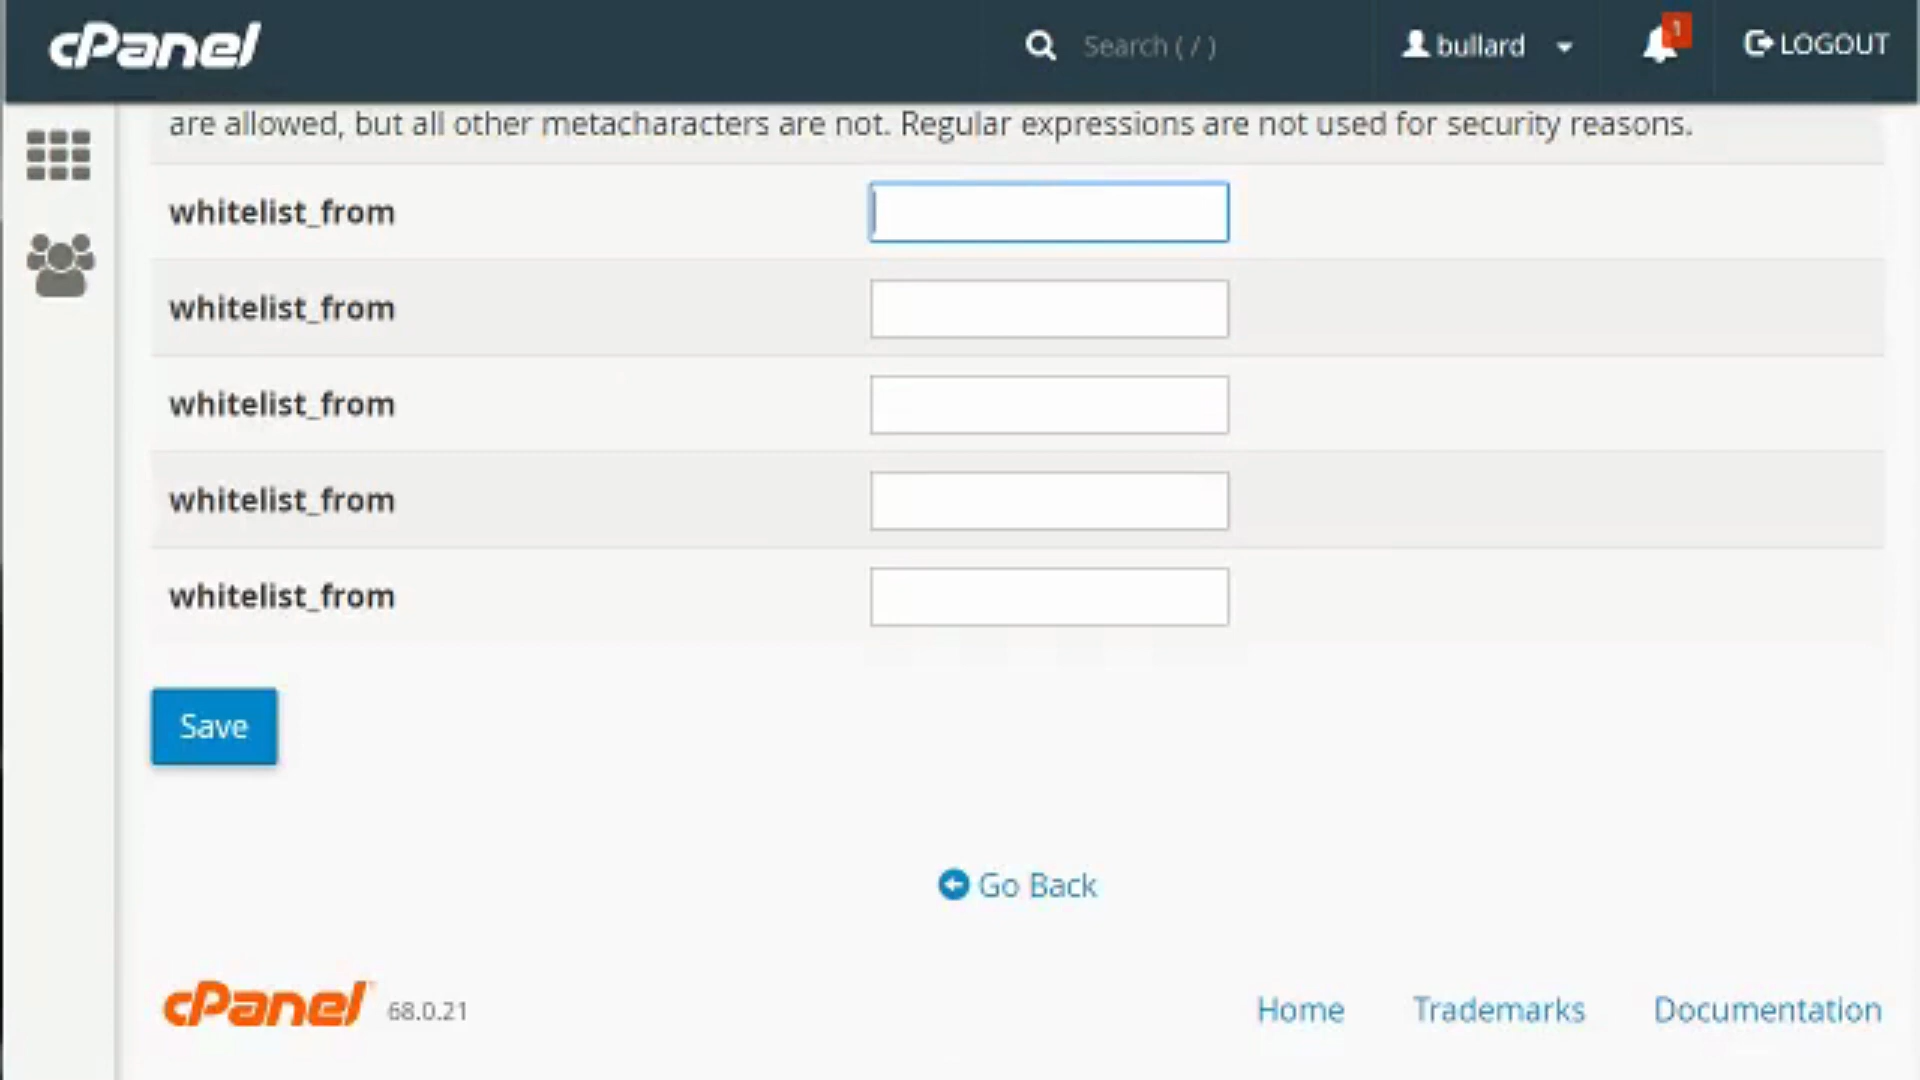 cPanel
Search ( / )
bullard
1
LOGOUT
are allowed, but all other metacharacters are not. Regular expressions are not used for security reasons.
whitelist_from
whitelist_from
whitelist_from
whitelist_from
whitelist_from
Save
Go Back
cPanel 68.0.21
Home
Trademarks
Documentation